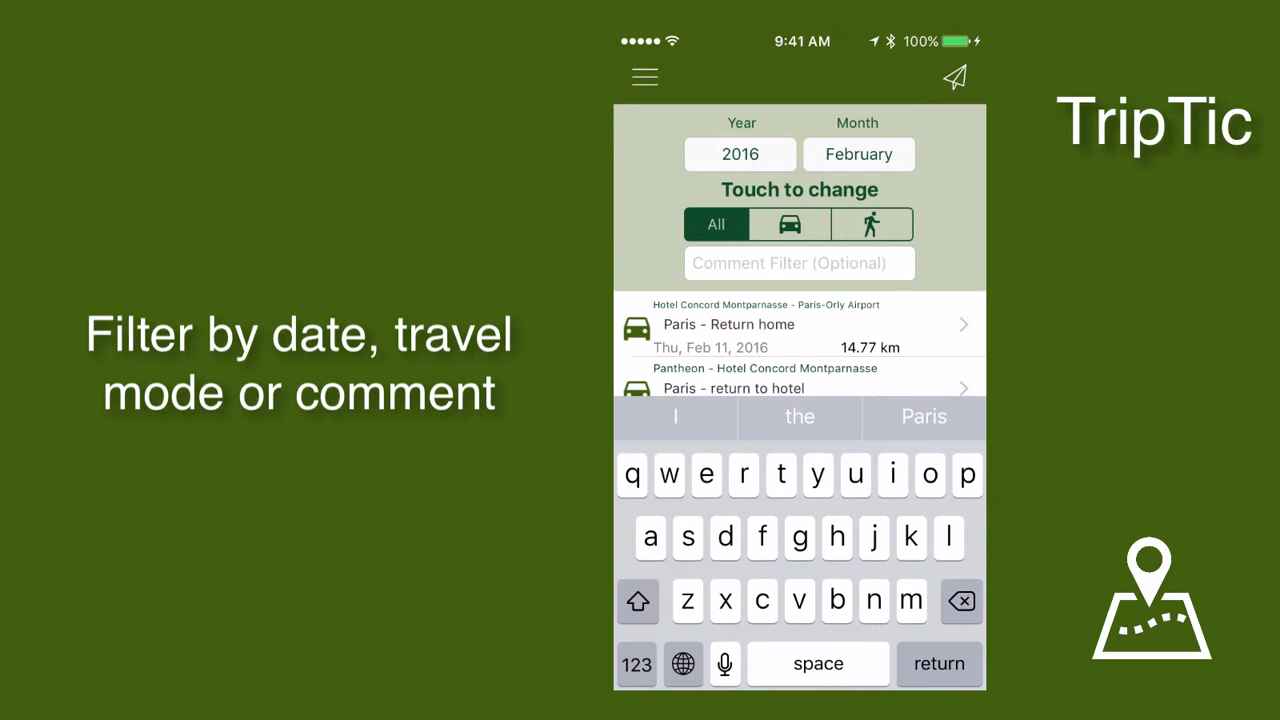 Filter by date, travel
mode or comment
9:41 AM
100%
Year Month
2016 February
Touch to change
All
Comment Filter (Optional)
Hotel Concord Montparnasse - Paris-Orly Airport
Paris - Return home
Thu, Feb 11, 2016 14.77 km
Pantheon - Hotel Concord Montparnasse
Paris - return to hotel
I the Paris
q w e r t y u i o p
a s d f g h j k l
z x c v b n m
123 space return
TripTic